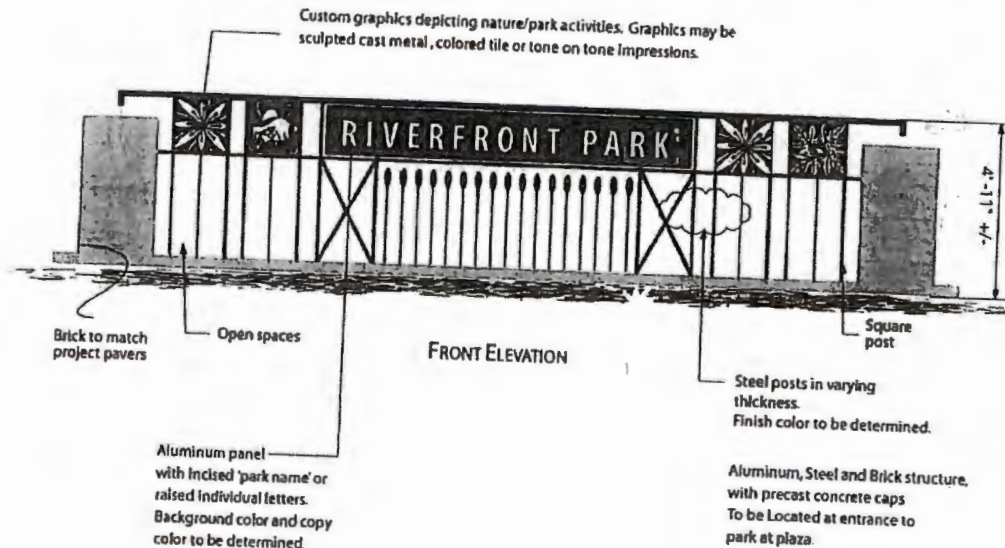 Custom graphics depicting nature/park activities. Graphics may be
sculpted cast metal, colored tile or tone on tone Impressions.
RIVERFRONT PARK
4'-11" +/-
Brick to match
project pavers
Open spaces
FRONT ELEVATION
Square
post
Steel posts in varying
thickness.
Finish color to be determined.
Aluminum panel
with Incised 'park name' or
raised Individual letters.
Background color and copy
color to be determined
Aluminum, Steel and Brick structure,
with precast concrete caps
To be Located at entrance to
park at plaza.